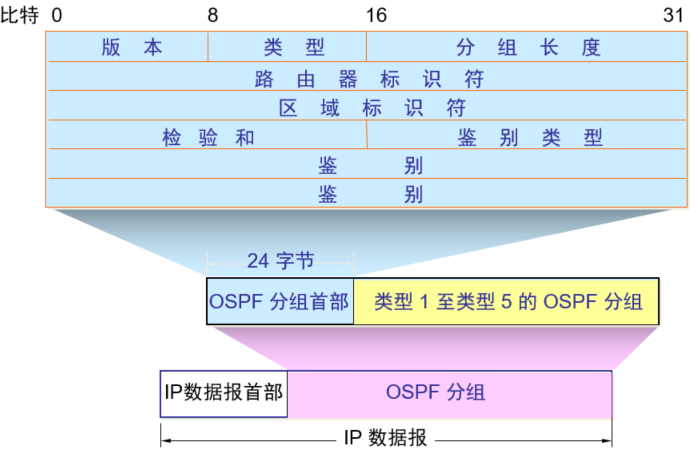 比特 0 8 16 31
版 本 类 型 分 组 长 度
路 由 器 标 识 符
区 域 标 识 符
检 验 和 鉴 别 类 型
鉴 别
鉴 别
24 字节
OSPF 分组首部 类型 1 至类型 5 的 OSPF 分组
IP数据报首部 OSPF 分组
IP 数据报